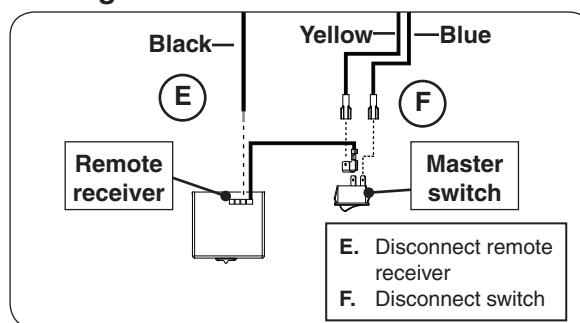 Black
Yellow
Blue
E
F
Remote
receiver
Master
switch
E. Disconnect remote
receiver
F. Disconnect switch